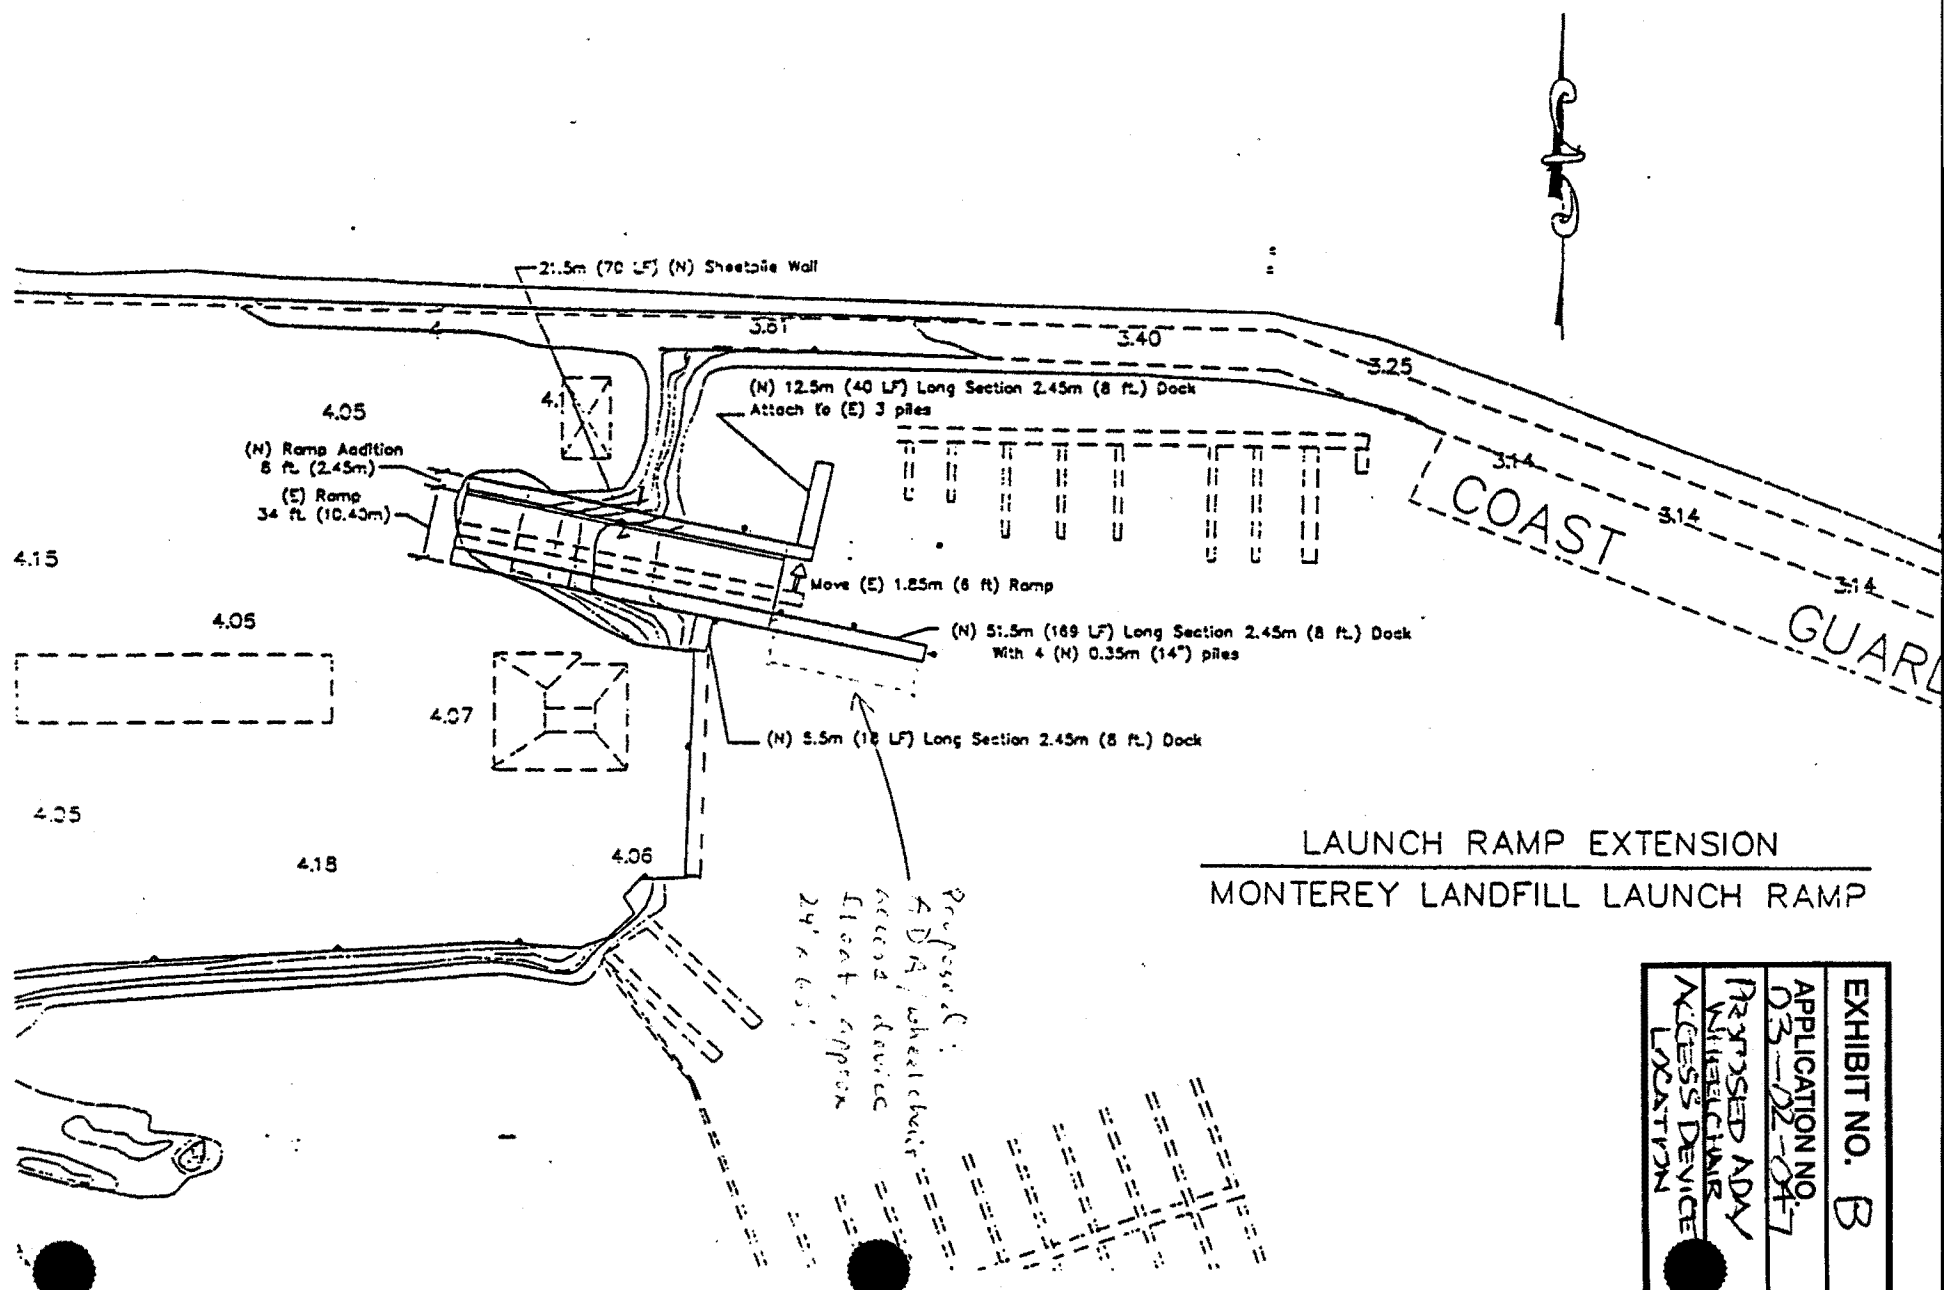 21.5m (70 LF) (N) Sheetpile Wall
3.61
3.40
3.25
(N) 12.5m (40 LF) Long Section 2.45m (8 ft.) Dock
Attach to (E) 3 piles
4.05
4.1
(N) Ramp Addition
8 ft. (2.45m)
(E) Ramp
34 ft. (10.40m)
3.14
COAST
3.14
4.15
Move (E) 1.85m (6 ft) Ramp
3.14
4.05
(N) 51.5m (169 LF) Long Section 2.45m (8 ft.) Dock
With 4 (N) 0.35m (14") piles
GUARD
4.07
(N) 5.5m (18 LF) Long Section 2.45m (8 ft.) Dock
4.05
4.18
4.06
LAUNCH RAMP EXTENSION
MONTEREY LANDFILL LAUNCH RAMP
Proposed:
ADA/wheelchair
access device
float, approx
24' x 65'
EXHIBIT NO. B
APPLICATION NO.
03-02-047
PROPOSED ADA/
WHEELCHAIR
ACCESS DEVICE
LOCATION